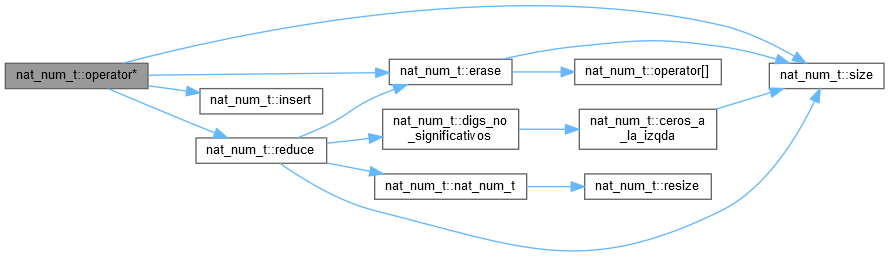 nat_num_t::operator*
nat_num_t::erase
nat_num_t::operator[]
nat_num_t::size
nat_num_t::insert
nat_num_t::digs_no
_significativos
nat_num_t::ceros_a
_la_izqda
nat_num_t::reduce
nat_num_t::nat_num_t
nat_num_t::resize